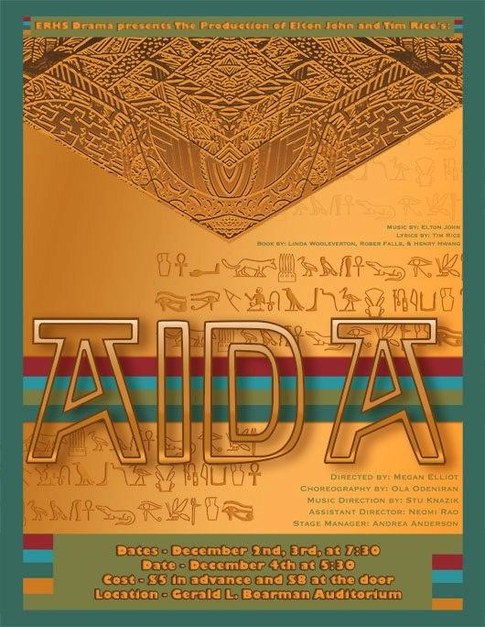 ERHS Drama presents The Production of Elton John and Tim Rice's:
MUSIC BY: ELTON JOHN
LYRICS BY: TIM RICE
BOOK BY: LINDA WOOLEVERTON, ROGER FALLS, & HENRY HWANG
AIDA
DIRECTED BY: MEGAN ELLIOT
CHOREOGRAPHY BY: OLA ODENIRAN
MUSIC DIRECTION BY: STU KNAZIK
ASSISTANT DIRECTOR: NEOMI RAO
STAGE MANAGER: ANDREA ANDERSON
Dates - December 2nd, 3rd, at 7:30
Date - December 4th at 5:30
Cost - $5 in advance and $8 at the door
Location - Gerald L. Boarman Auditorium